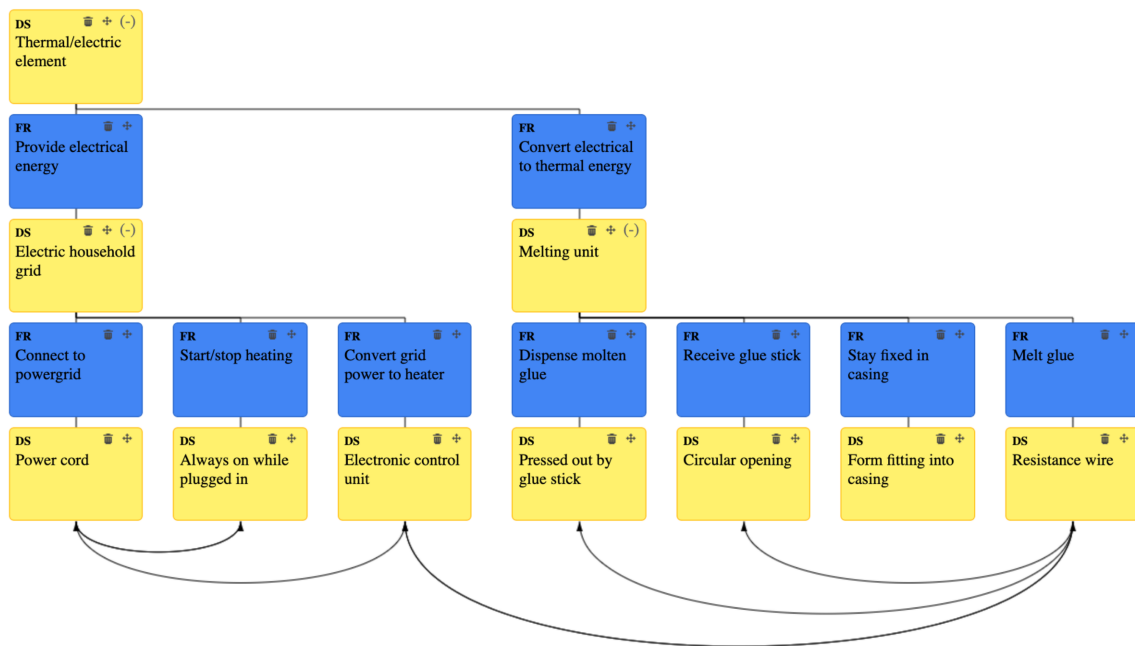 DS (-)
Thermal/electric
element
FR
Provide electrical
energy
FR
Convert electrical
to thermal energy
DS (-)
Electric household
grid
DS (-)
Melting unit
FR
Connect to
powergrid
FR
Start/stop heating
FR
Convert grid
power to heater
FR
Dispense molten
glue
FR
Receive glue stick
FR
Stay fixed in
casing
FR
Melt glue
DS
Power cord
DS
Always on while
plugged in
DS
Electronic control
unit
DS
Pressed out by
glue stick
DS
Circular opening
DS
Form fitting into
casing
DS
Resistance wire